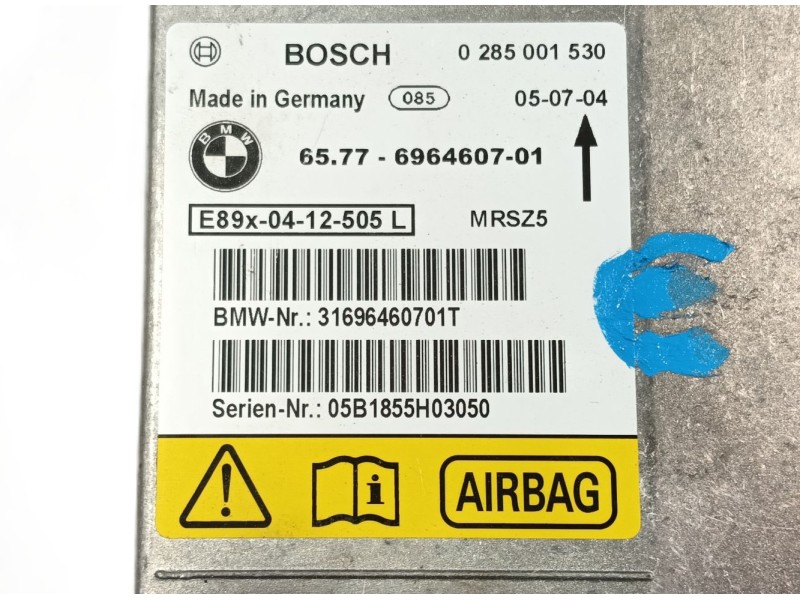 BOSCH 0 285 001 530
Made in Germany 085 05-07-04
BMW
65.77 - 6964607-01
E89x-04-12-505 L MRSZ5
BMW-Nr.: 31696460701T
Serien-Nr.: 05B1855H03050
! i AIRBAG